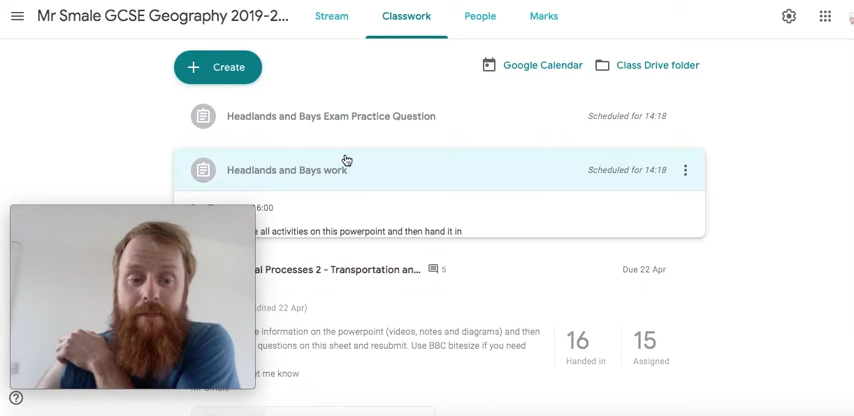 Mr Smale GCSE Geography 2019-2... Stream Classwork People Marks
Create Google Calendar Class Drive folder
Headlands and Bays Exam Practice Question Scheduled for 14:18
Headlands and Bays work Scheduled for 14:18
16:00
all activities on this powerpoint and then hand it in
al Processes 2 - Transportation an... 5 Due 22 Apr
dited 22 Apr)
information on the powerpoint (videos, notes and diagrams) and then
questions on this sheet and resubmit. Use BBC bitesize if you need
16 15
Handed in Assigned
et me know